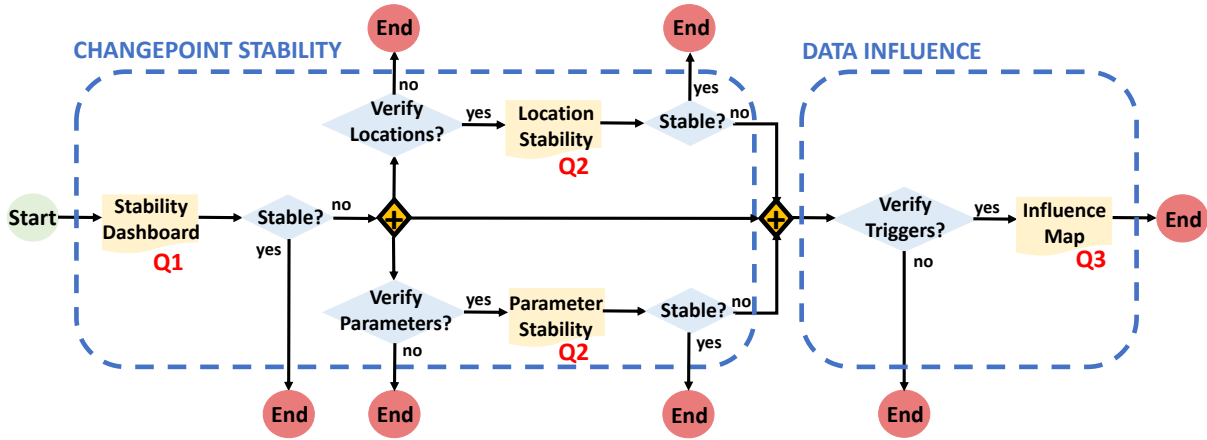 End
End
CHANGEPOINT STABILITY
DATA INFLUENCE
no
yes
Verify
Locations?
yes
Location
Stability
Q2
Stable?
no
Start
Stability
Dashboard
Q1
Stable?
no
yes
+
+
Verify
Triggers?
yes
no
Influence
Map
Q3
End
Verify
Parameters?
yes
no
Parameter
Stability
Q2
Stable?
no
yes
End
End
End
End